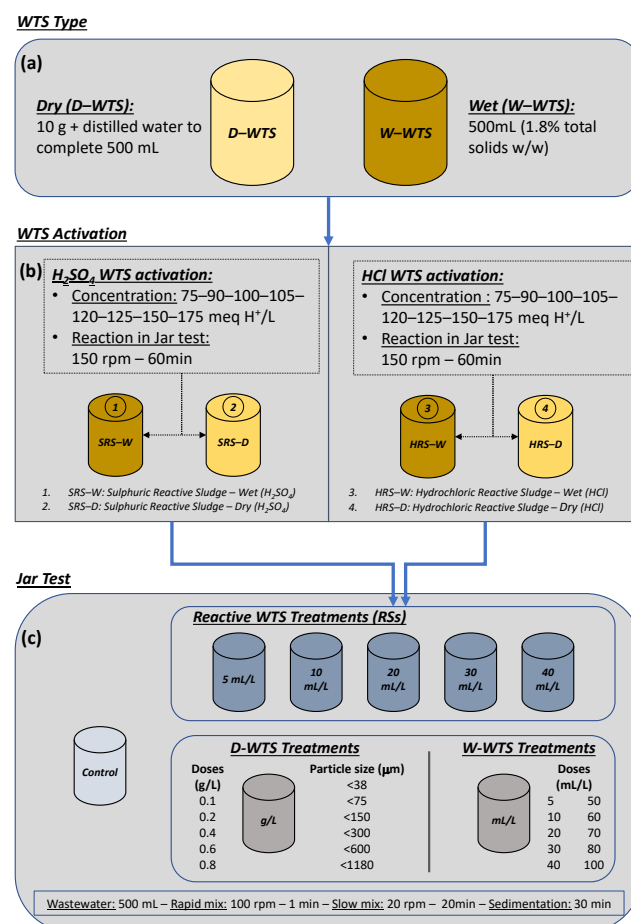 WTS Type
(a)
Dry (D–WTS):
10 g + distilled water to
complete 500 mL
D–WTS
W–WTS
Wet (W–WTS):
500mL (1.8% total
solids w/w)
WTS Activation
(b)
H₂SO₄ WTS activation:
• Concentration: 75–90–100–105–
120–125–150–175 meq H⁺/L
• Reaction in Jar test:
150 rpm – 60min
1
SRS–W
2
SRS–D
1. SRS–W: Sulphuric Reactive Sludge – Wet (H₂SO₄)
2. SRS–D: Sulphuric Reactive Sludge – Dry (H₂SO₄)
HCl WTS activation:
• Concentration : 75–90–100–105–
120–125–150–175 meq H⁺/L
• Reaction in Jar test:
150 rpm – 60min
3
HRS–W
4
HRS–D
3. HRS–W: Hydrochloric Reactive Sludge – Wet (HCl)
4. HRS–D: Hydrochloric Reactive Sludge – Dry (HCl)
Jar Test
(c)
Control
Reactive WTS Treatments (RSs)
5 mL/L
10
mL/L
20
mL/L
30
mL/L
40
mL/L
D-WTS Treatments
Doses
(g/L)
0.1
0.2
0.4
0.6
0.8
g/L
Particle size (µm)
<38
<75
<150
<300
<600
<1180
W-WTS Treatments
mL/L
Doses
(mL/L)
5 50
10 60
20 70
30 80
40 100
Wastewater: 500 mL – Rapid mix: 100 rpm – 1 min – Slow mix: 20 rpm – 20min – Sedimentation: 30 min